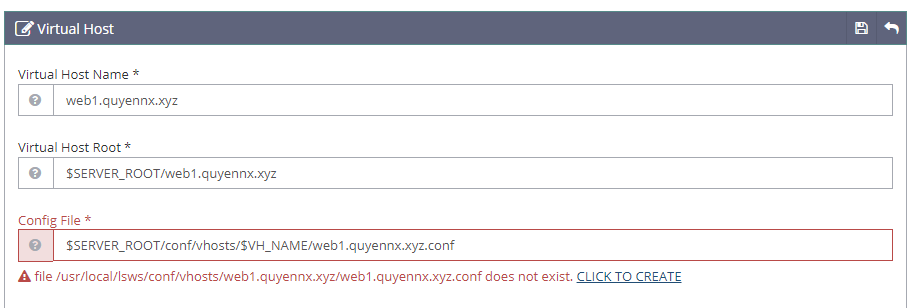 Virtual Host
Virtual Host Name *
web1.quyennx.xyz
Virtual Host Root *
$SERVER_ROOT/web1.quyennx.xyz
Config File *
$SERVER_ROOT/conf/vhosts/$VH_NAME/web1.quyennx.xyz.conf
file /usr/local/lsws/conf/vhosts/web1.quyennx.xyz/web1.quyennx.xyz.conf does not exist. CLICK TO CREATE